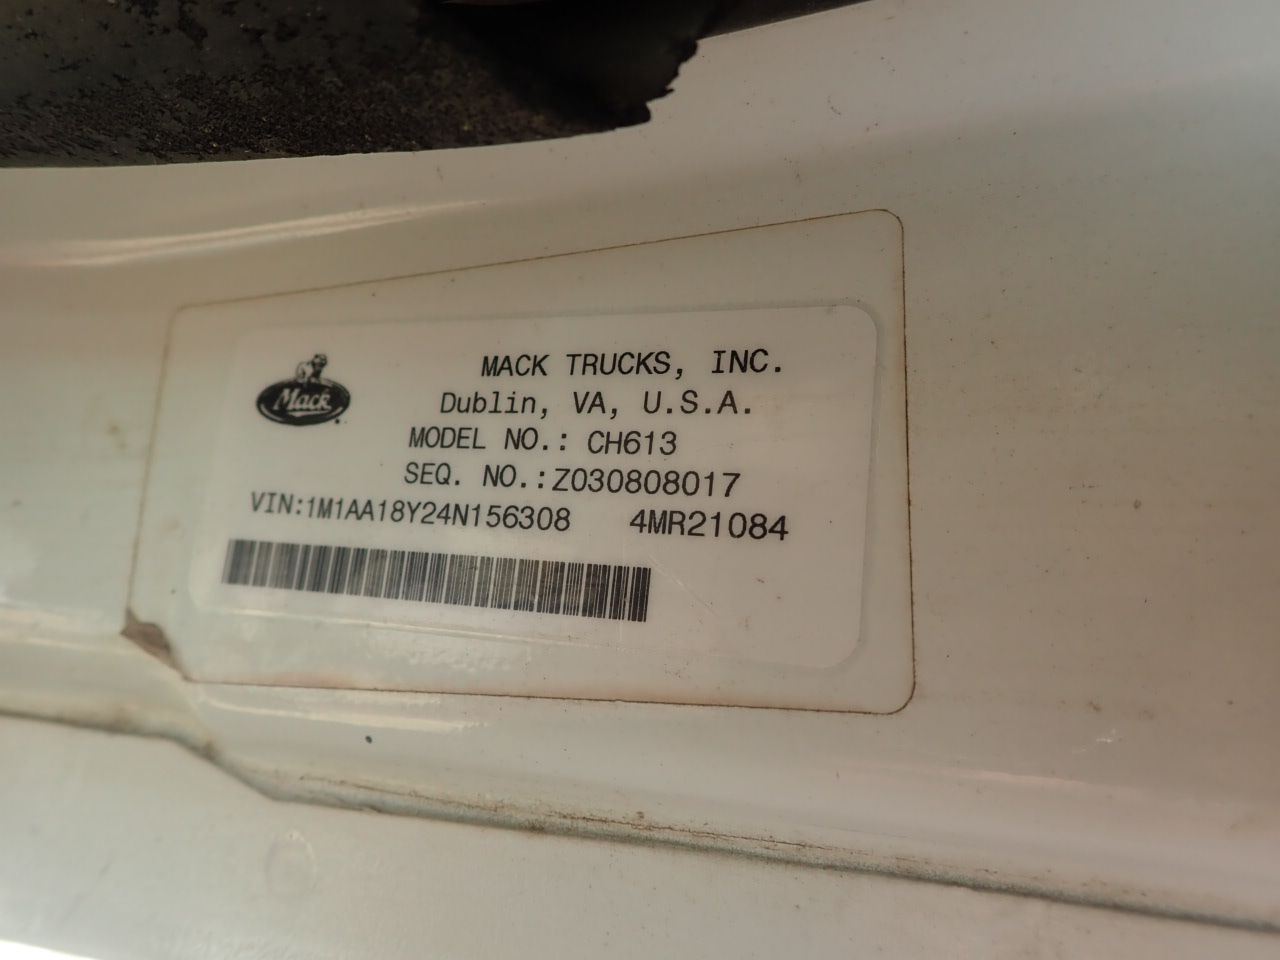 Mack
MACK TRUCKS, INC.
Dublin, VA, U.S.A.
MODEL NO.: CH613
SEQ. NO.:Z030808017
VIN:1M1AA18Y24N156308 4MR21084